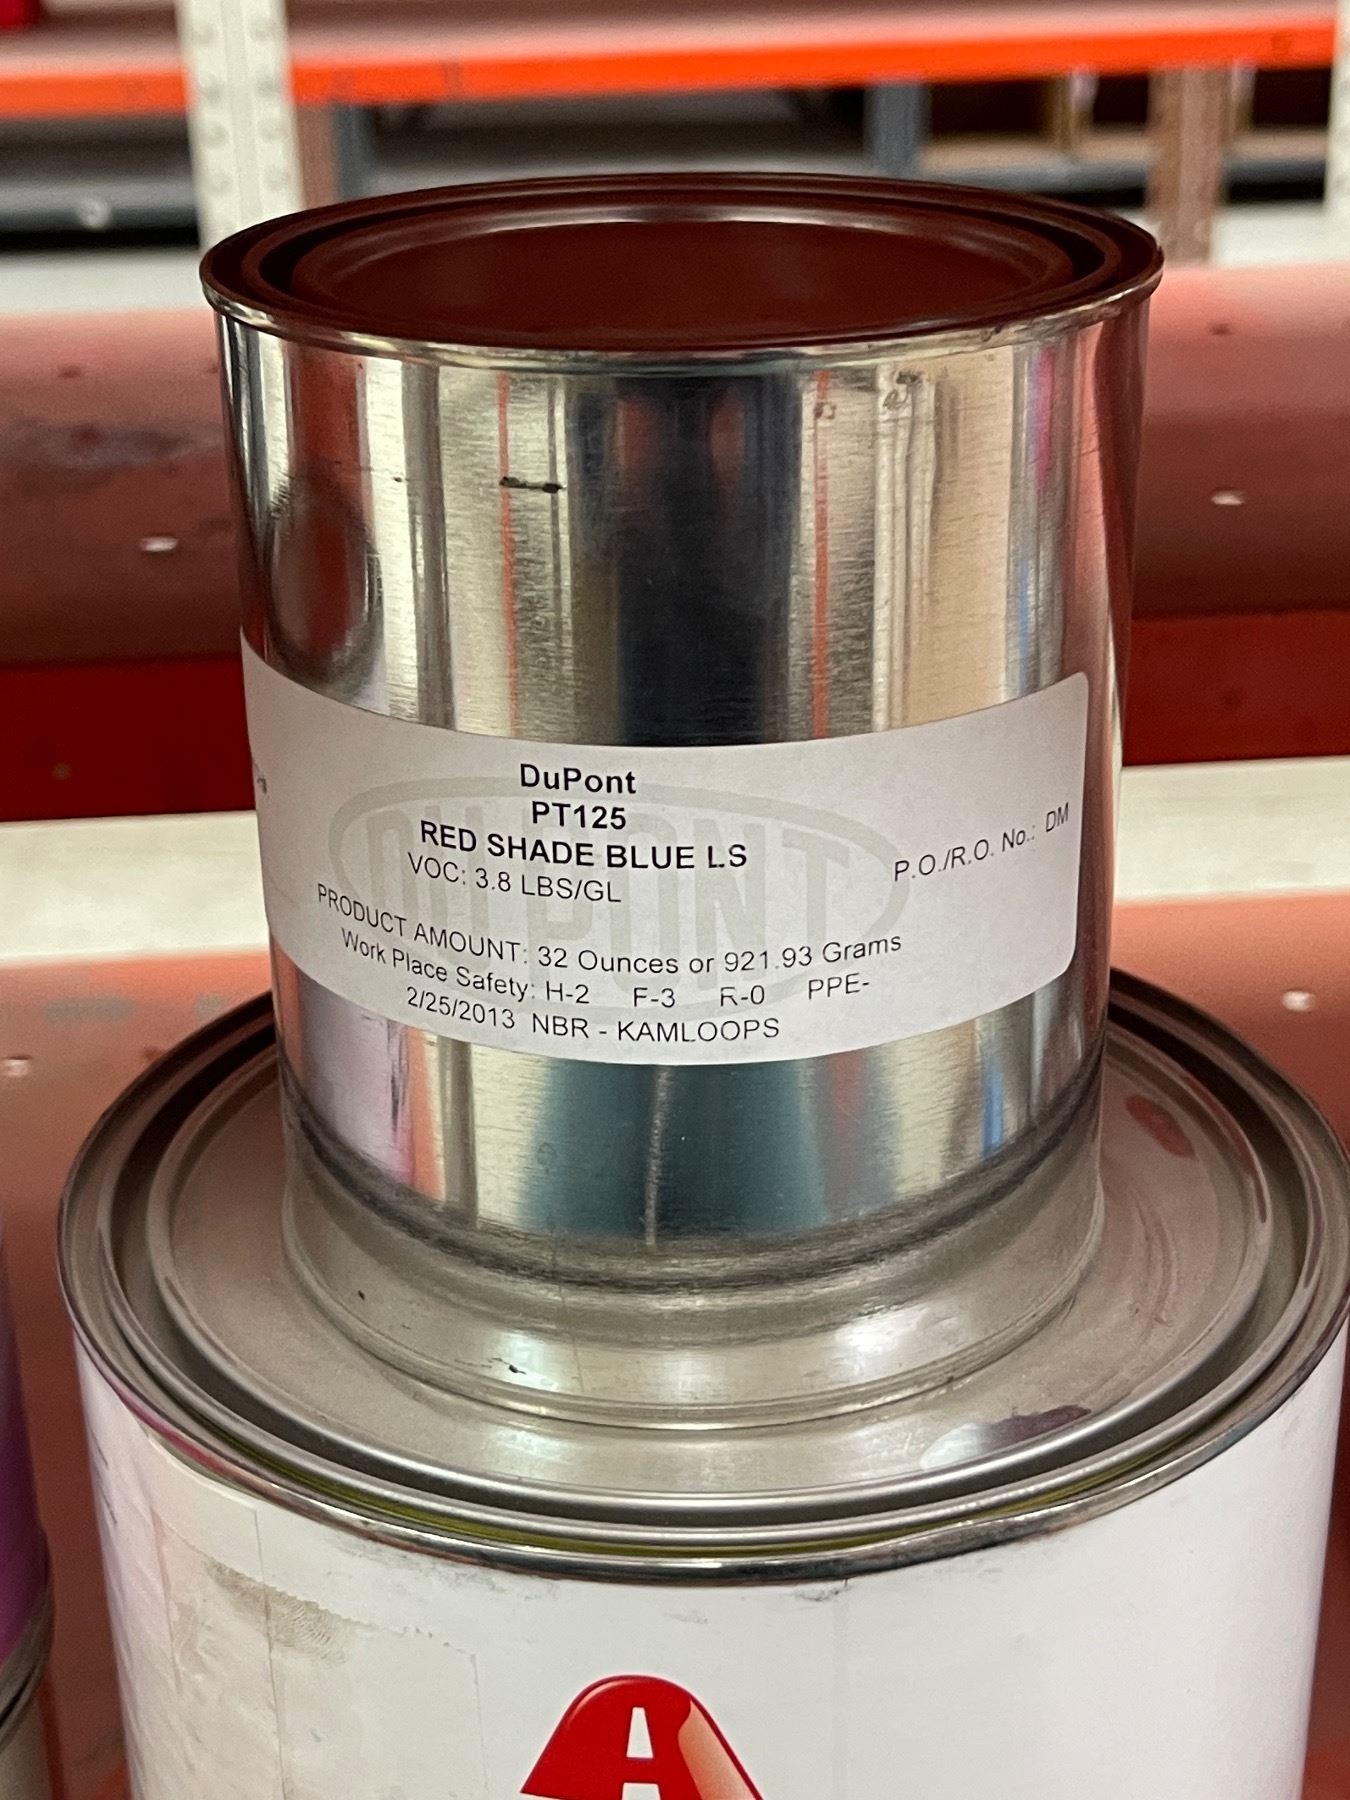 DuPont
PT125
RED SHADE BLUE LS
VOC: 3.8 LBS/GL
P.O./R.O. No.: DM
PRODUCT AMOUNT: 32 Ounces or 921.93 Grams
Work Place Safety: H-2 F-3 R-0 PPE-
2/25/2013 NBR - KAMLOOPS
DUPONT